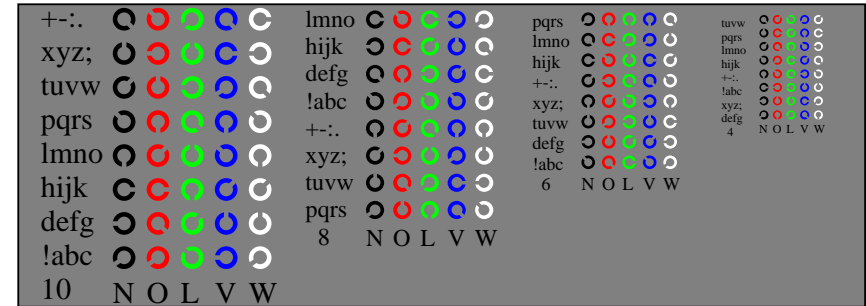 +-:.
xyz;
tuvw
pqrs
lmno
hijk
defg
!abc
10 N O L V W
lmno
hijk
defg
!abc
+-:.
xyz;
tuvw
pqrs
8 N O L V W
pqrs
lmno
hijk
+-:.
xyz;
tuvw
defg
!abc
6 N O L V W
tuvw
pqrs
lmno
hijk
+-:.
!abc
xyz;
defg
4 N O L V W